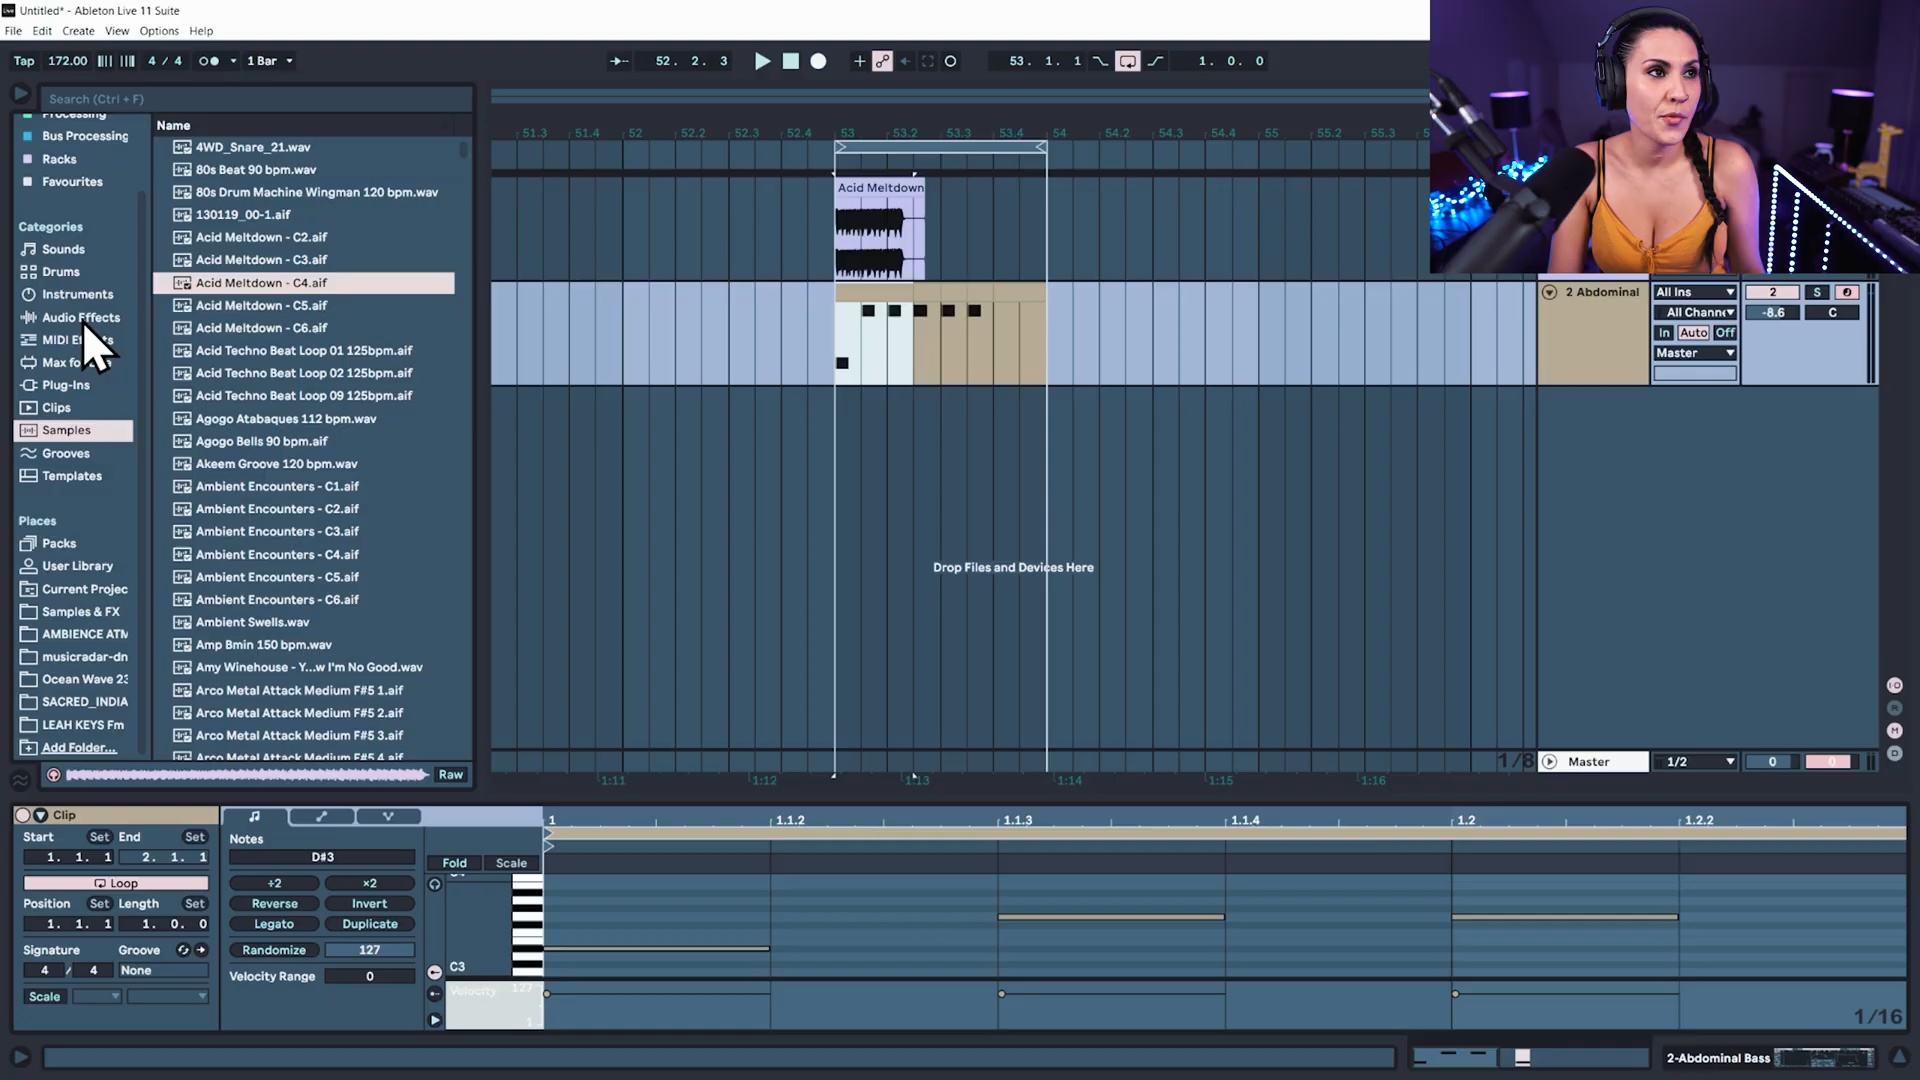 Untitled* - Ableton Live 11 Suite
File Edit Create View Options Help
Tap 172.00 4 / 4 1 Bar 52. 2. 3 53. 1. 1 1. 0. 0
Search (Ctrl + F)
Processing
Bus Processing
Racks
Favourites
Categories
Sounds
Drums
Instruments
Audio Effects
MIDI
Max fo
Plug-Ins
Clips
Samples
Grooves
Templates
Places
Packs
User Library
Current Projec
Samples & FX
AMBIENCE ATM
musicradar-dn
Ocean Wave 23
SACRED_INDIA
LEAH KEYS Fm
Add Folder...
Name
4WD_Snare_21.wav
80s Beat 90 bpm.wav
80s Drum Machine Wingman 120 bpm.wav
130119_00-1.aif
Acid Meltdown - C2.aif
Acid Meltdown - C3.aif
Acid Meltdown - C4.aif
Acid Meltdown - C5.aif
Acid Meltdown - C6.aif
Acid Techno Beat Loop 01 125bpm.aif
Acid Techno Beat Loop 02 125bpm.aif
Acid Techno Beat Loop 09 125bpm.aif
Agogo Atabaques 112 bpm.wav
Agogo Bells 90 bpm.aif
Akeem Groove 120 bpm.wav
Ambient Encounters - C1.aif
Ambient Encounters - C2.aif
Ambient Encounters - C3.aif
Ambient Encounters - C4.aif
Ambient Encounters - C5.aif
Ambient Encounters - C6.aif
Ambient Swells.wav
Amp Bmin 150 bpm.wav
Amy Winehouse - Y...w I'm No Good.wav
Arco Metal Attack Medium F#5 1.aif
Arco Metal Attack Medium F#5 2.aif
Arco Metal Attack Medium F#5 3.aif
Arco Metal Attack Medium F#5 4.aif
Raw
51.3 51.4 52 52.2 52.3 52.4 53 53.2 53.3 53.4 54 54.2 54.3 54.4 55 55.2 55.3
Acid Meltdown
Drop Files and Devices Here
1:11 1:12 1:13 1:14 1:15 1:16
1/8
2 Abdominal
All Ins
All Channe
In Auto Off
Master
2 S
-8.6 C
I·O
R
M
D
Master 1/2 0 0
Clip
Start Set End Set
1. 1. 1 2. 1. 1
Loop
Position Set Length Set
1. 1. 1 1. 0. 0
Signature Groove
4 / 4 None
Scale
Notes
D#3
÷2 ×2
Reverse Invert
Legato Duplicate
Randomize 127
Velocity Range 0
Fold Scale
C3
Velocity 127
1
1 1.1.2 1.1.3 1.1.4 1.2 1.2.2
1/16
2-Abdominal Bass